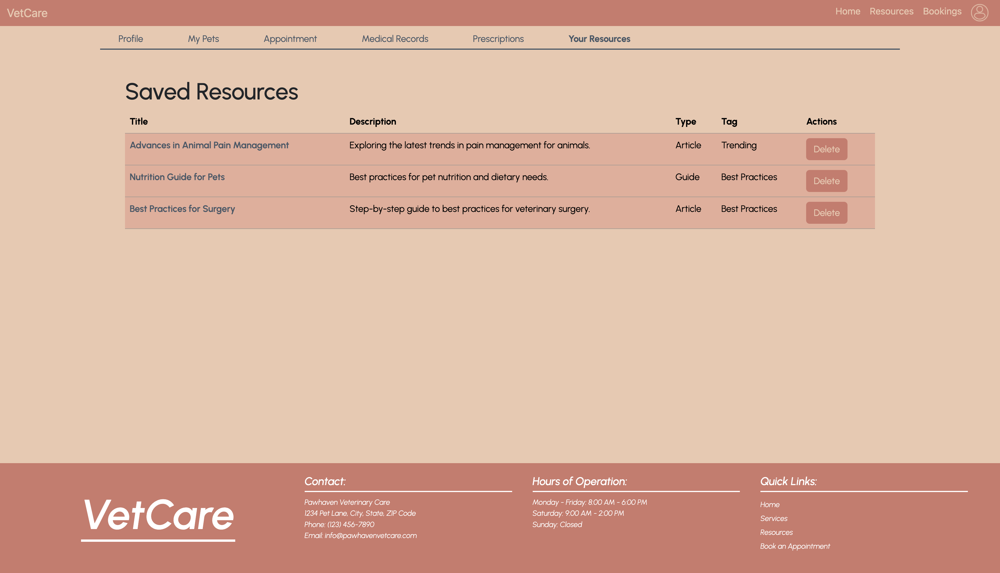 VetCare
Home Resources Bookings
Profile My Pets Appointment Medical Records Prescriptions Your Resources
Saved Resources
Title Description Type Tag Actions
Advances in Animal Pain Management Exploring the latest trends in pain management for animals. Article Trending Delete
Nutrition Guide for Pets Best practices for pet nutrition and dietary needs. Guide Best Practices Delete
Best Practices for Surgery Step-by-step guide to best practices for veterinary surgery. Article Best Practices Delete
VetCare
Contact:
Pawhaven Veterinary Care
1234 Pet Lane, City, State, ZIP Code
Phone: (123) 456-7890
Email: info@pawhavenvetcare.com
Hours of Operation:
Monday - Friday: 8:00 AM - 6:00 PM
Saturday: 9:00 AM - 2:00 PM
Sunday: Closed
Quick Links:
Home
Services
Resources
Book an Appointment